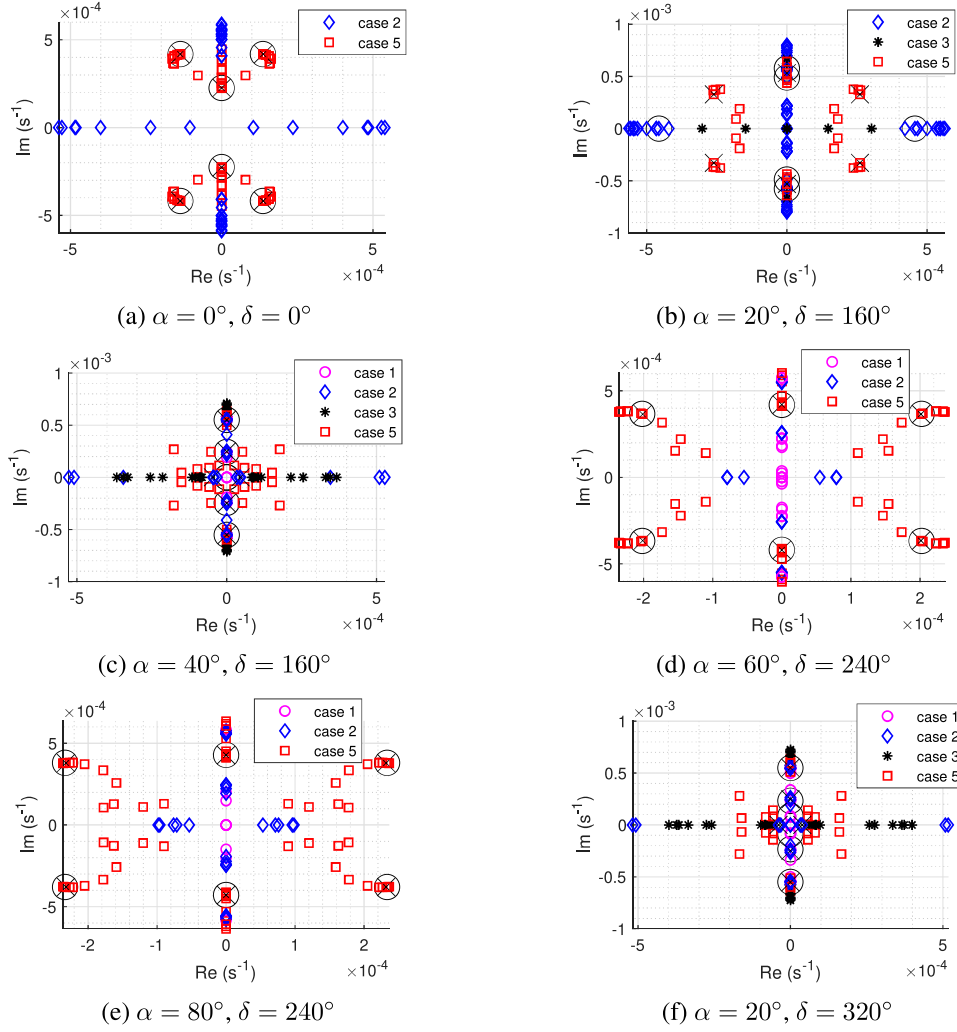 ×10⁻⁴
case 2
case 5
5
0
-5
Im (s⁻¹)
-5
0
5
Re (s⁻¹)
×10⁻⁴
(a) α = 0°, δ = 0°
×10⁻³
case 2
case 3
case 5
1
0.5
0
-0.5
-1
Im (s⁻¹)
-5
0
5
Re (s⁻¹)
×10⁻⁴
(b) α = 20°, δ = 160°
×10⁻³
case 1
case 2
case 3
case 5
1
0.5
0
-0.5
-1
Im (s⁻¹)
-5
0
5
Re (s⁻¹)
×10⁻⁴
(c) α = 40°, δ = 160°
×10⁻⁴
case 1
case 2
case 5
5
0
-5
Im (s⁻¹)
-2
-1
0
1
2
Re (s⁻¹)
×10⁻⁴
(d) α = 60°, δ = 240°
×10⁻⁴
case 1
case 2
case 5
5
0
-5
Im (s⁻¹)
-2
-1
0
1
2
Re (s⁻¹)
×10⁻⁴
(e) α = 80°, δ = 240°
×10⁻³
case 1
case 2
case 3
case 5
1
0.5
0
-0.5
-1
Im (s⁻¹)
-5
0
5
Re (s⁻¹)
×10⁻⁴
(f) α = 20°, δ = 320°